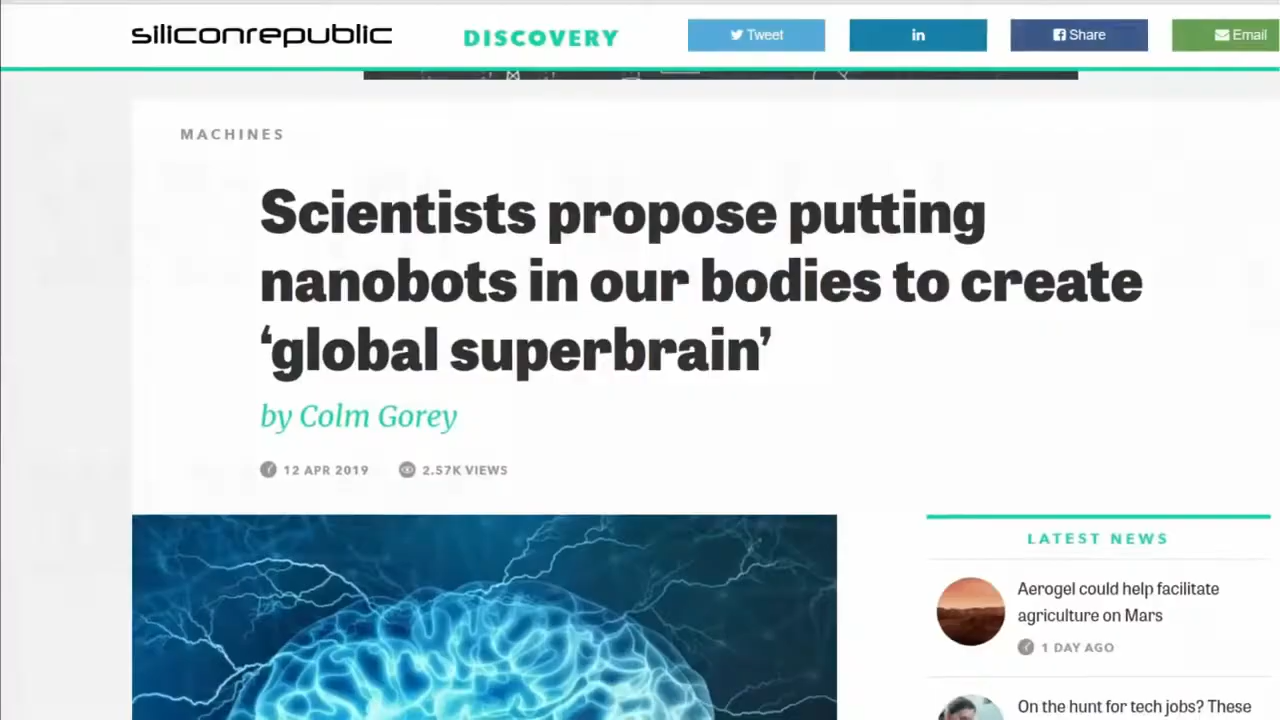 siliconrepublic DISCOVERY Tweet in Share Email
MACHINES
Scientists propose putting
nanobots in our bodies to create
‘global superbrain’
by Colm Gorey
12 APR 2019 2.57K VIEWS
LATEST NEWS
Aerogel could help facilitate
agriculture on Mars
1 DAY AGO
On the hunt for tech jobs? These